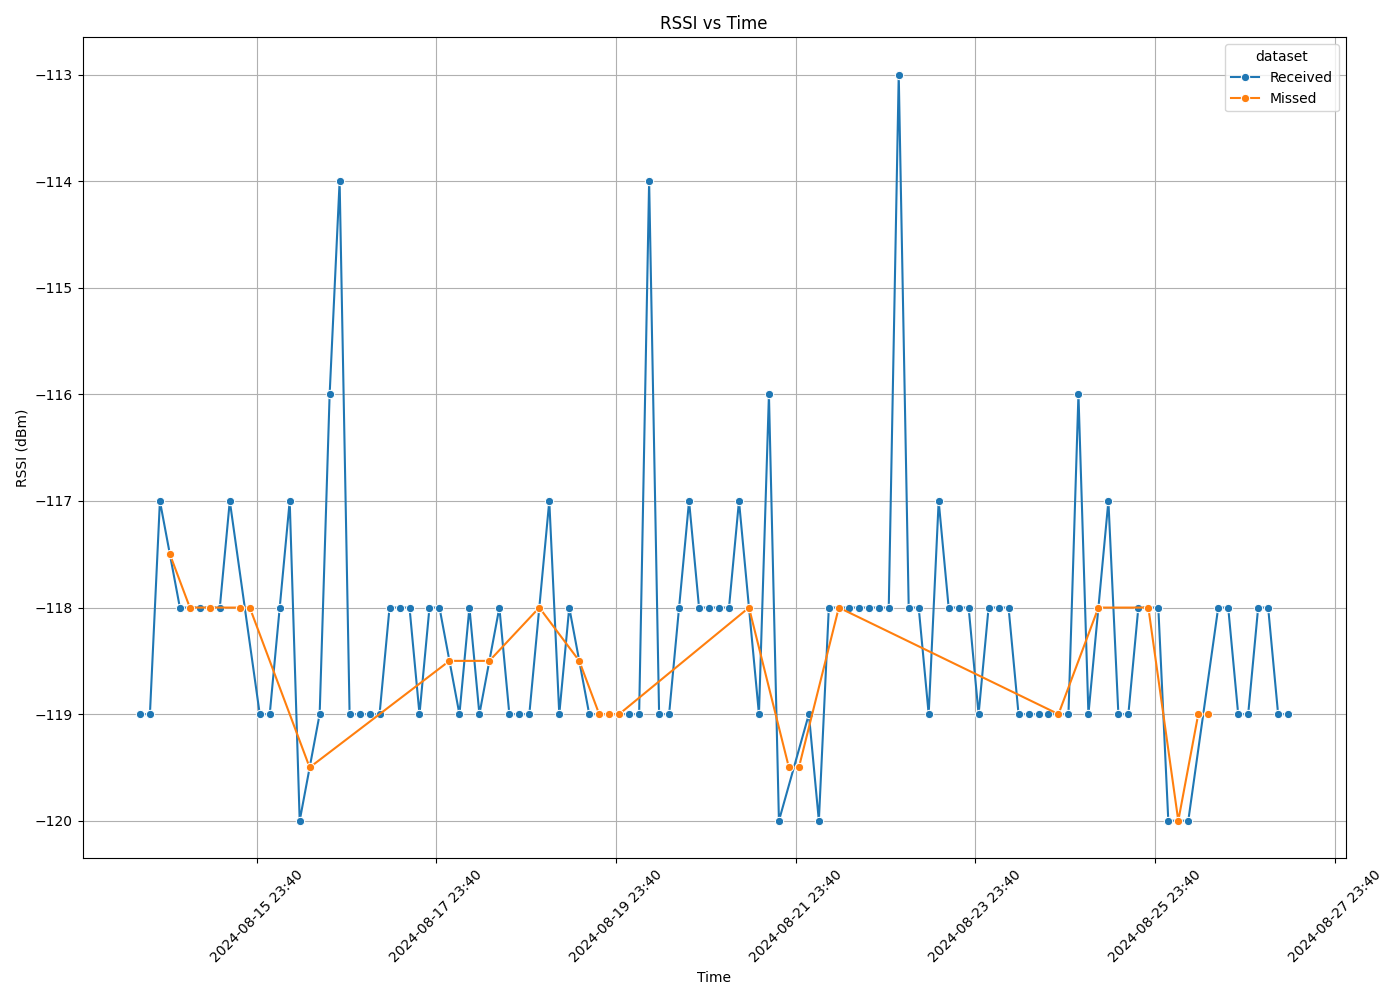 RSSI vs Time
dataset
Received
Missed
−113
−114
−115
−116
−117
−118
−119
−120
RSSI (dBm)
2024-08-15 23:40
2024-08-17 23:40
2024-08-19 23:40
2024-08-21 23:40
2024-08-23 23:40
2024-08-25 23:40
2024-08-27 23:40
Time